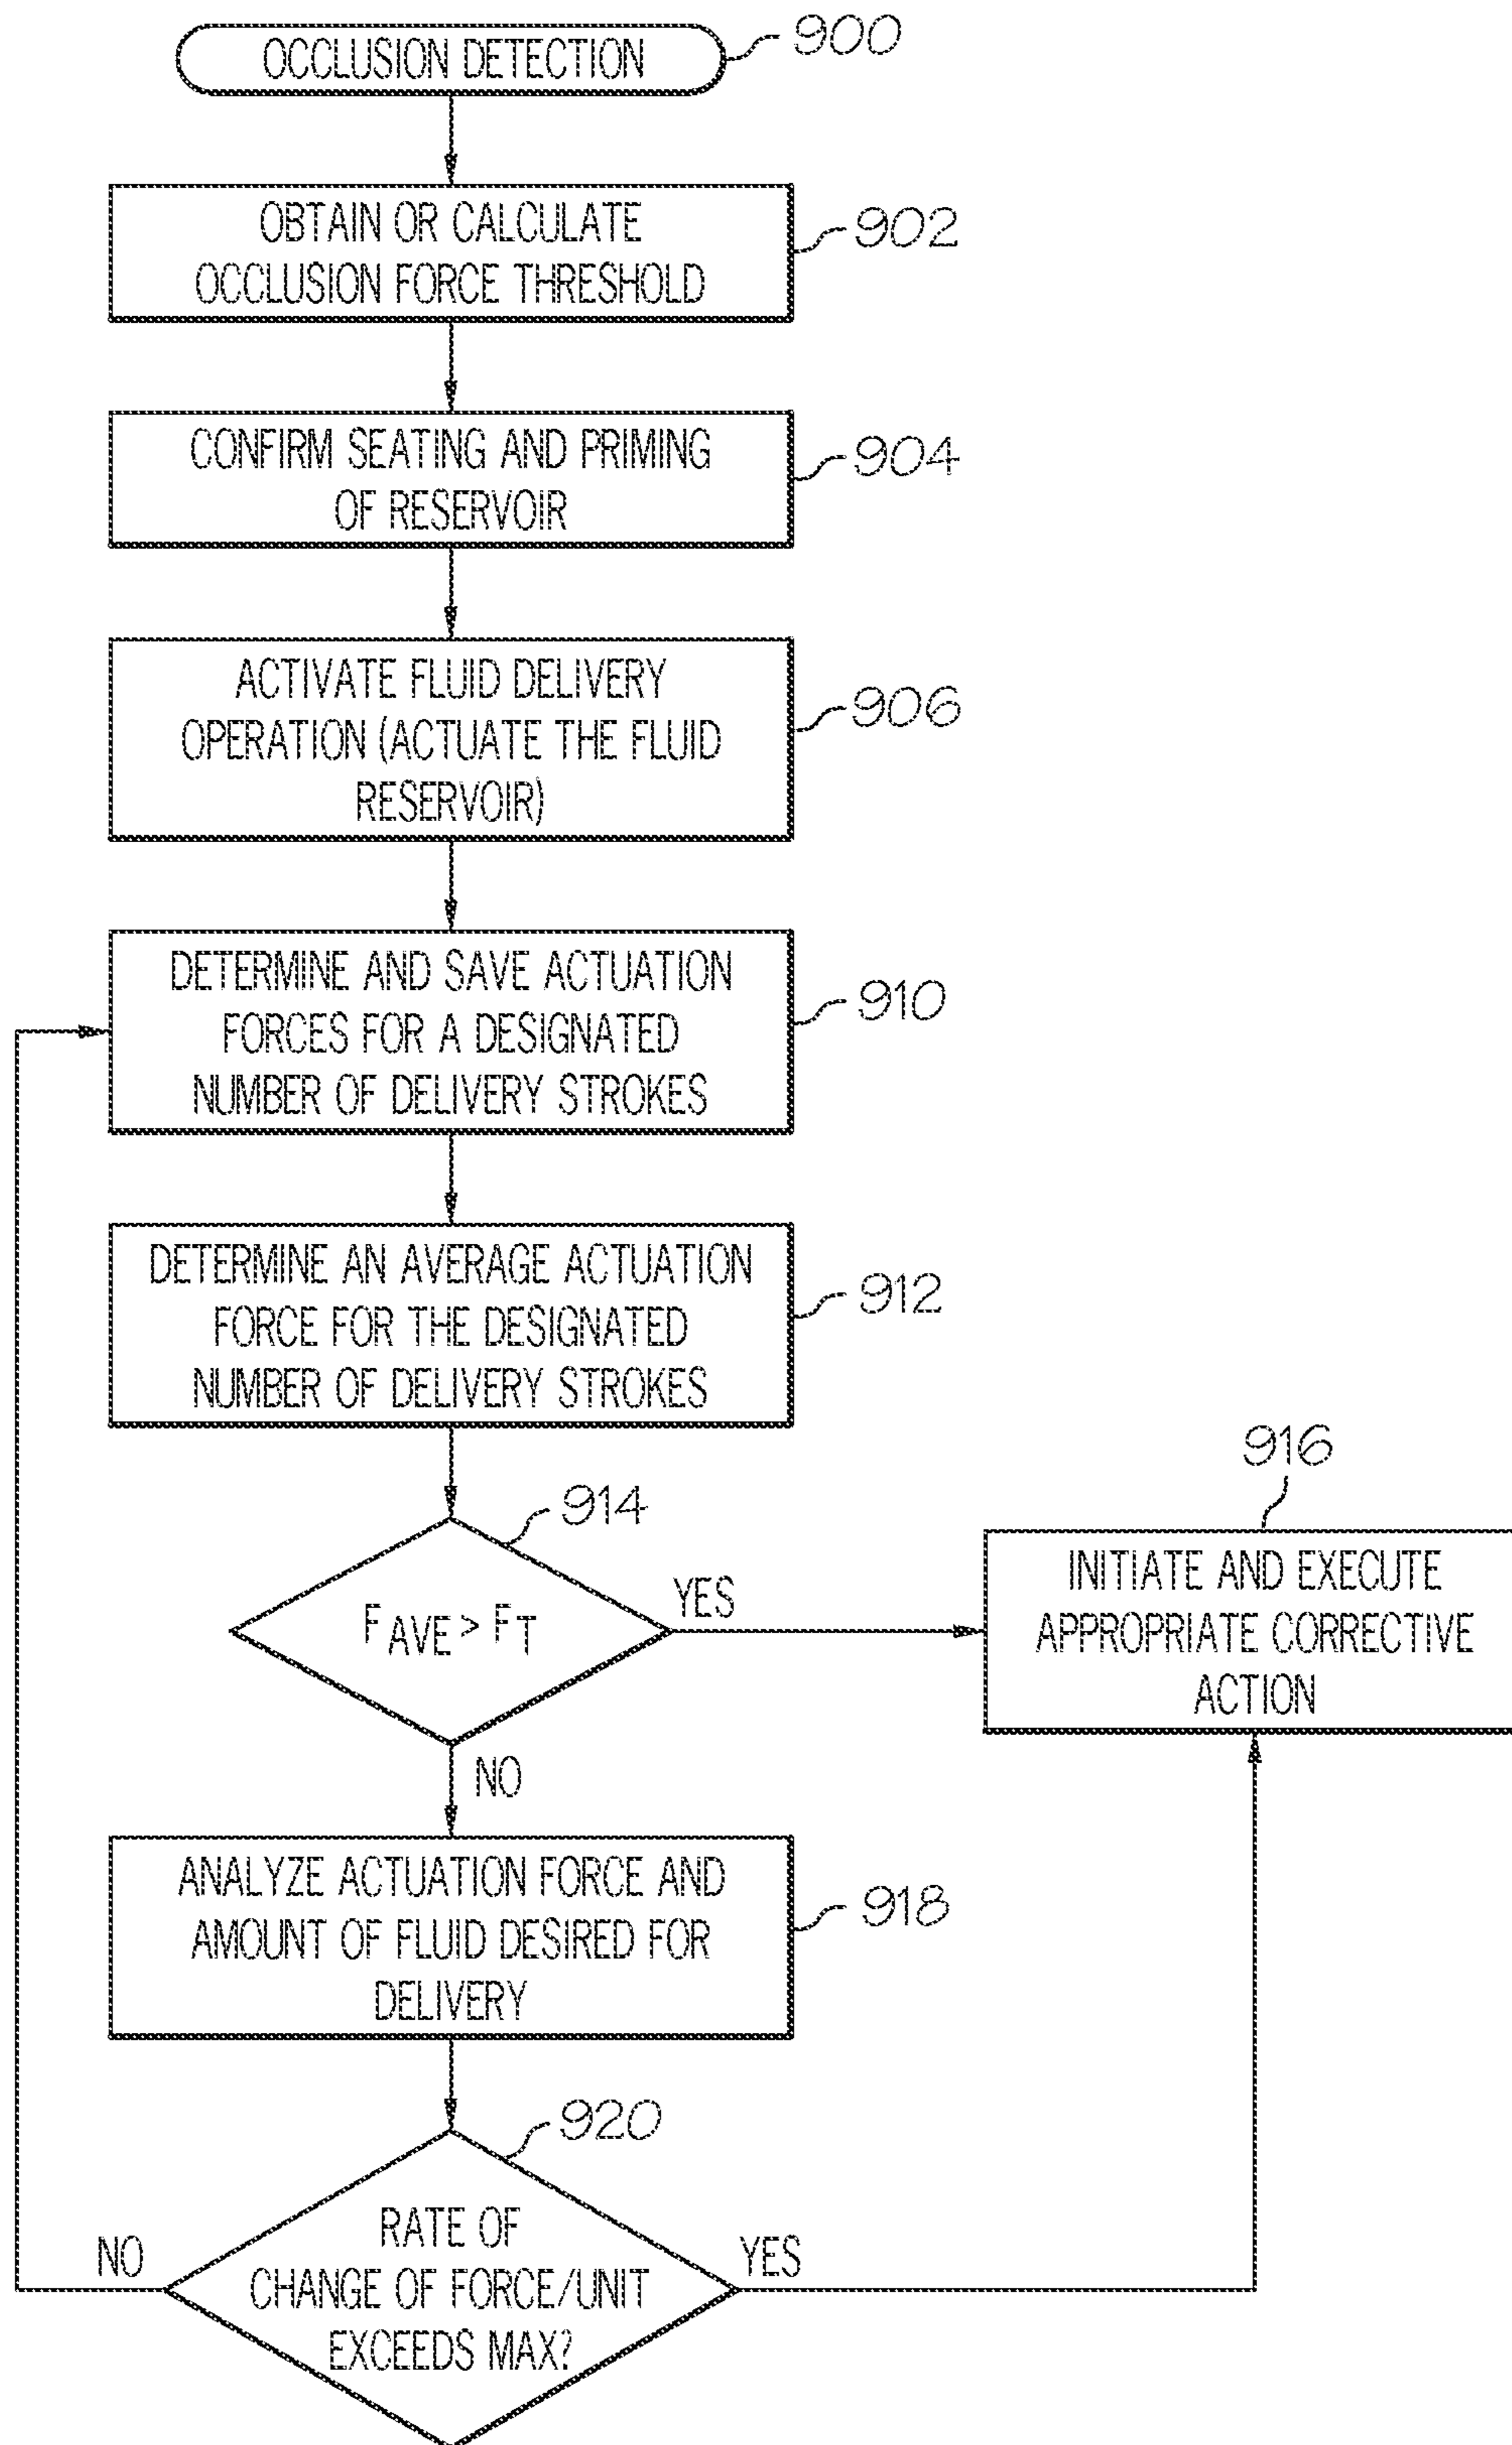 OCCLUSION DETECTION
900
OBTAIN OR CALCULATE
OCCLUSION FORCE THRESHOLD
902
CONFIRM SEATING AND PRIMING
OF RESERVOIR
904
ACTIVATE FLUID DELIVERY
OPERATION (ACTUATE THE FLUID
RESERVOIR)
906
DETERMINE AND SAVE ACTUATION
FORCES FOR A DESIGNATED
NUMBER OF DELIVERY STROKES
910
DETERMINE AN AVERAGE ACTUATION
FORCE FOR THE DESIGNATED
NUMBER OF DELIVERY STROKES
912
914
FAVE > FT
YES
NO
916
INITIATE AND EXECUTE
APPROPRIATE CORRECTIVE
ACTION
ANALYZE ACTUATION FORCE AND
AMOUNT OF FLUID DESIRED FOR
DELIVERY
918
920
RATE OF
CHANGE OF FORCE/UNIT
EXCEEDS MAX?
NO
YES